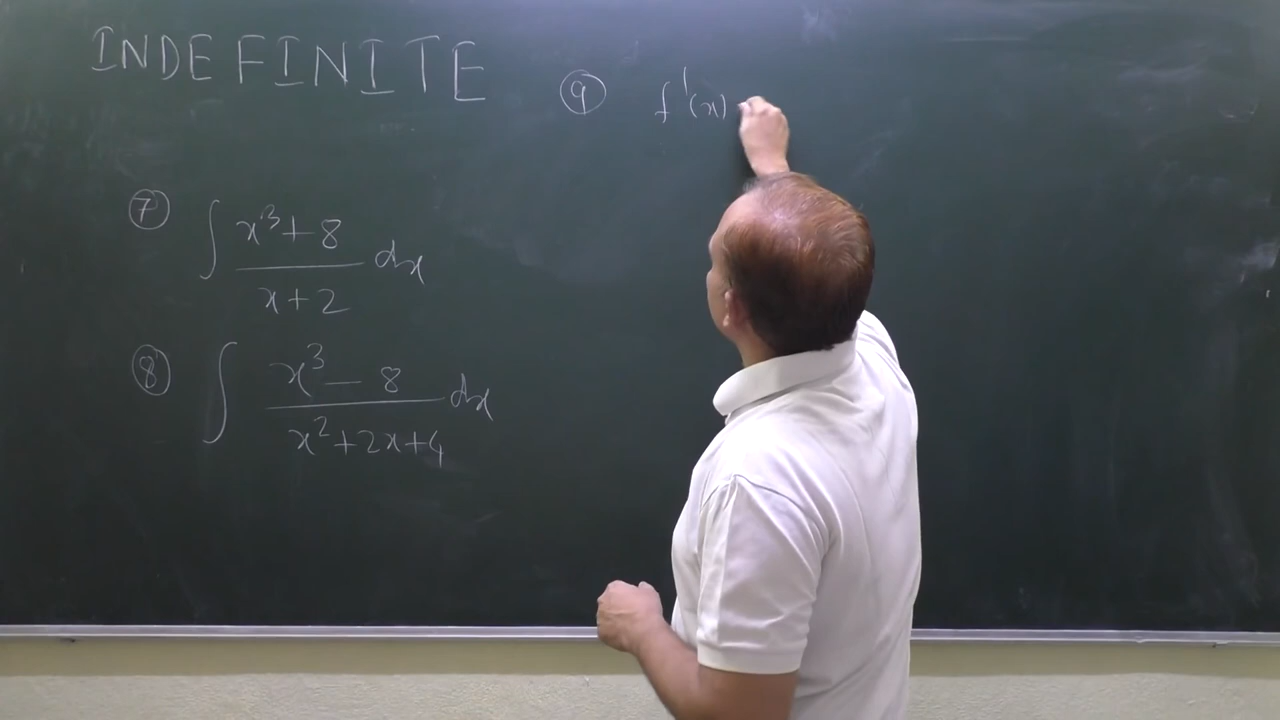 INDEFINITE
⑦ ∫ (x³ + 8)/(x + 2) dx
⑧ ∫ (x³ − 8)/(x² + 2x + 4) dx
⑨ f'(x)